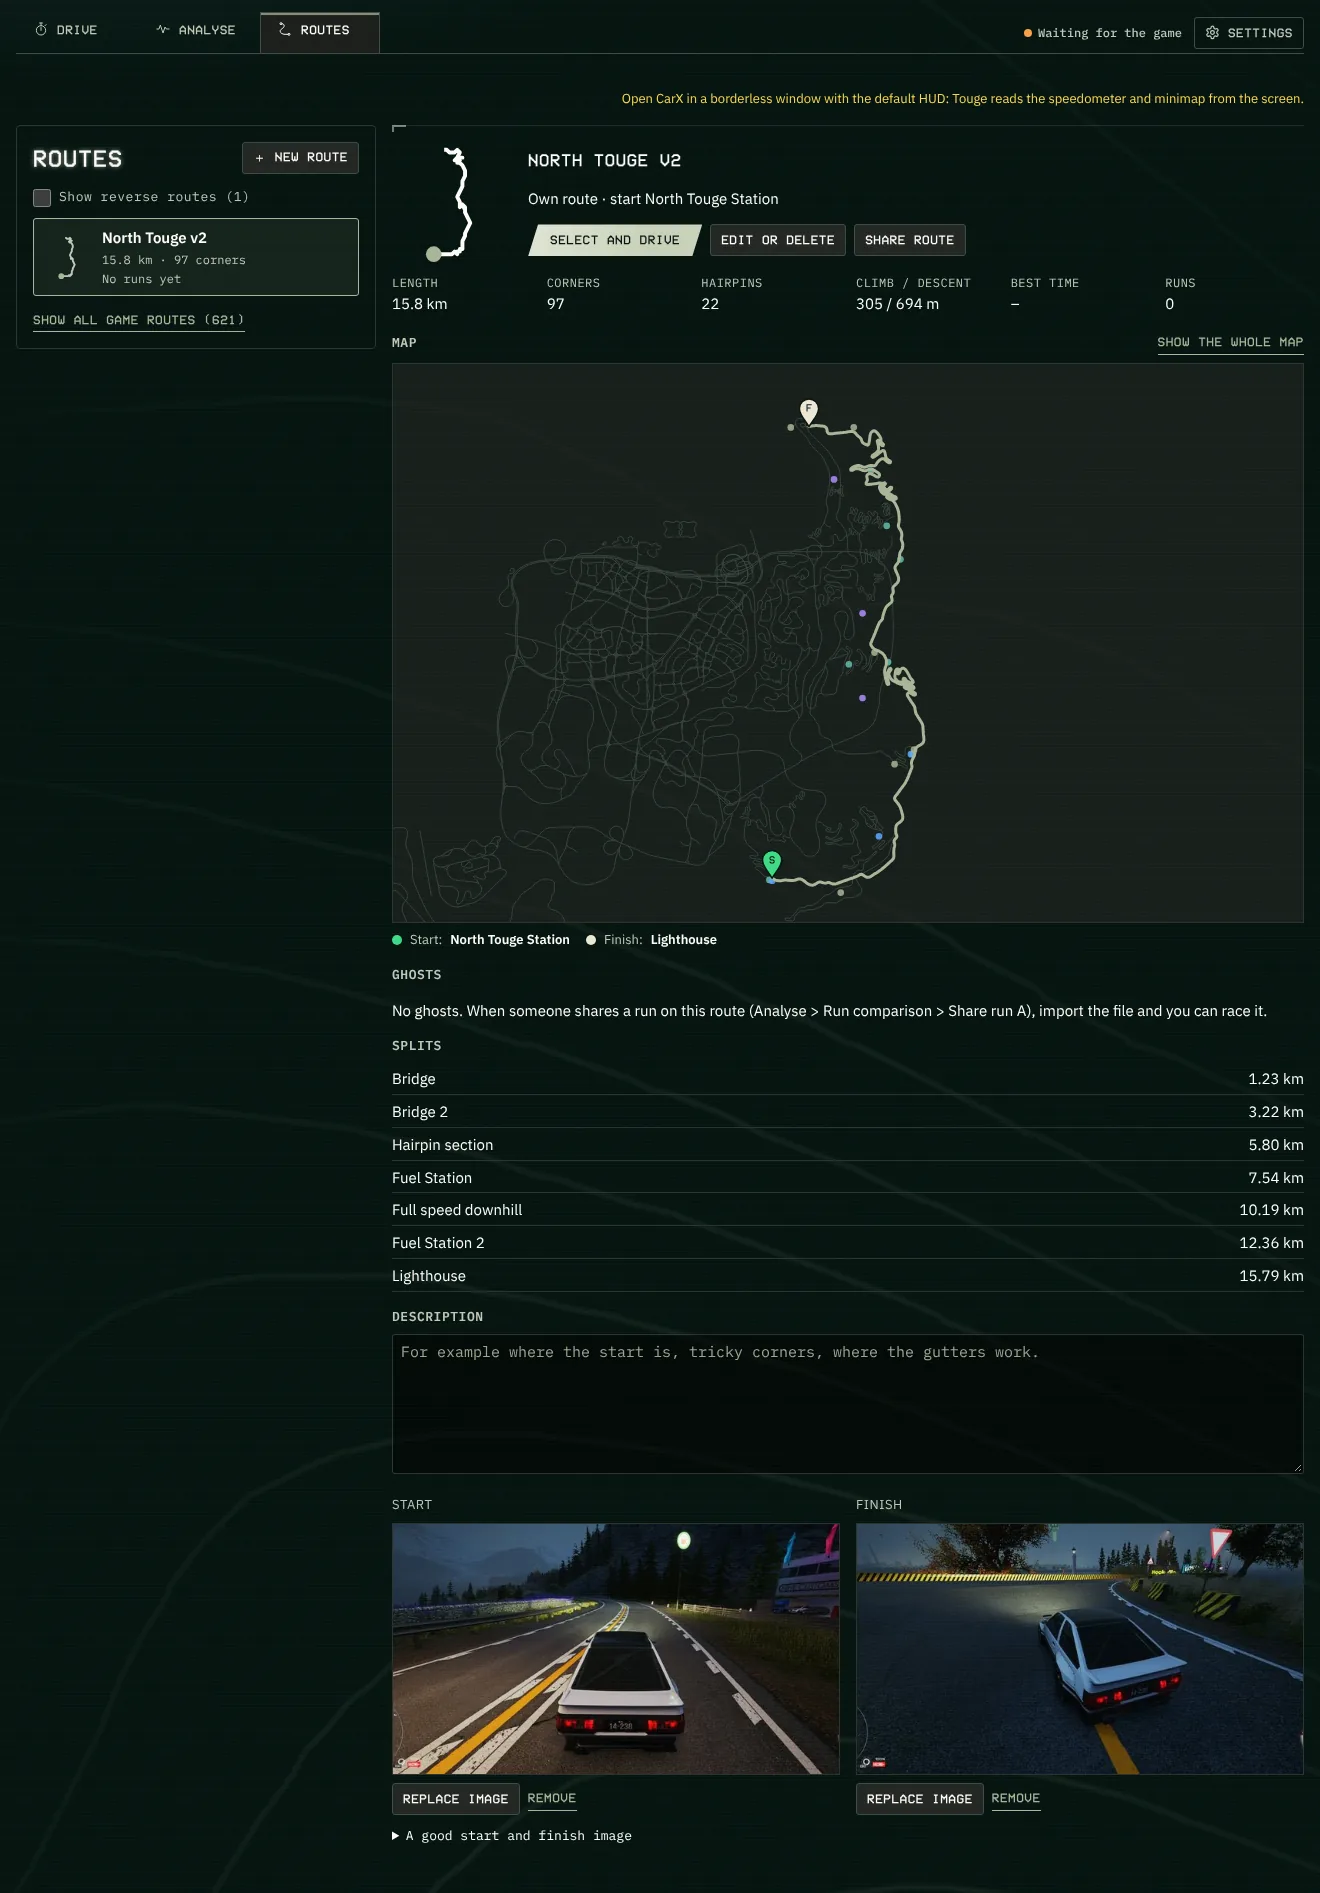 DRIVE
ANALYSE
ROUTES
Waiting for the game
SETTINGS
Open CarX in a borderless window with the default HUD: Touge reads the speedometer and minimap from the screen.
ROUTES
+ NEW ROUTE
Show reverse routes (1)
North Touge v2
15.8 km · 97 corners
No runs yet
SHOW ALL GAME ROUTES (621)
NORTH TOUGE V2
Own route · start North Touge Station
SELECT AND DRIVE
EDIT OR DELETE
SHARE ROUTE
LENGTH
15.8 km
CORNERS
97
HAIRPINS
22
CLIMB / DESCENT
305 / 694 m
BEST TIME
–
RUNS
0
MAP
SHOW THE WHOLE MAP
F
S
Start: North Touge Station
Finish: Lighthouse
GHOSTS
No ghosts. When someone shares a run on this route (Analyse > Run comparison > Share run A), import the file and you can race it.
SPLITS
Bridge 1.23 km
Bridge 2 3.22 km
Hairpin section 5.80 km
Fuel Station 7.54 km
Full speed downhill 10.19 km
Fuel Station 2 12.36 km
Lighthouse 15.79 km
DESCRIPTION
For example where the start is, tricky corners, where the gutters work.
START
FINISH
14-238
REPLACE IMAGE
REMOVE
REPLACE IMAGE
REMOVE
A good start and finish image